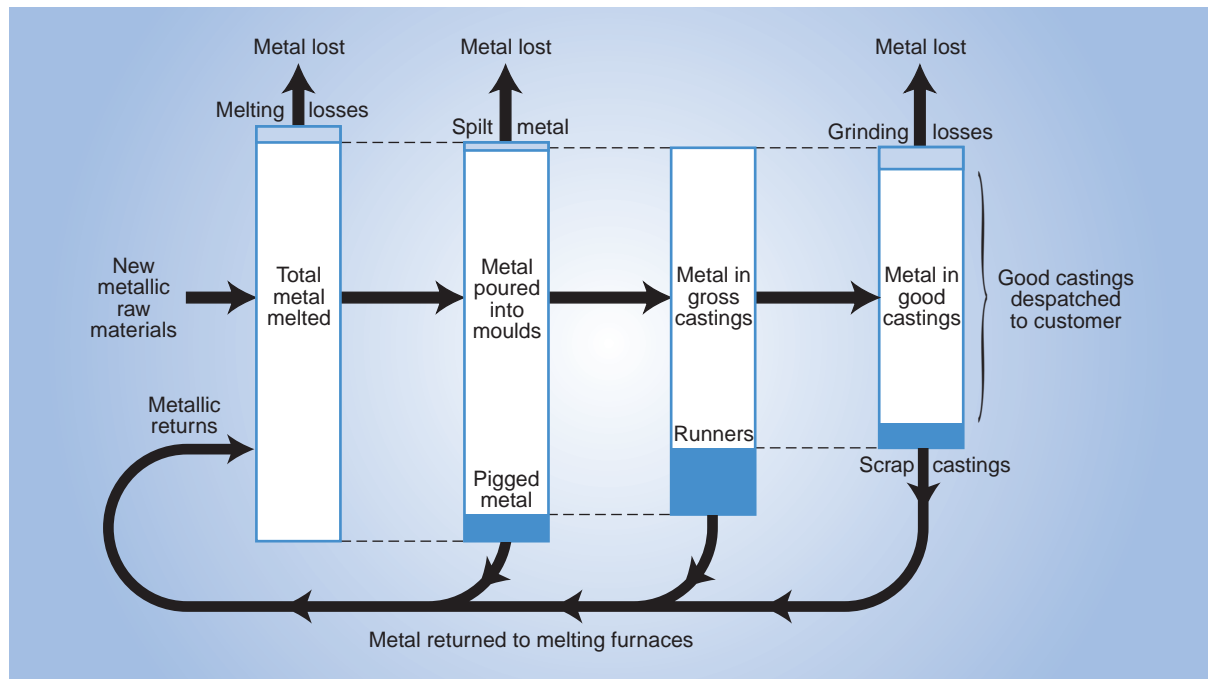 Metal lost
Metal lost
Metal lost
Melting losses
Spilt metal
Grinding losses
New
metallic
raw
materials
Total
metal
melted
Metal
poured
into
moulds
Metal in
gross
castings
Metal in
good
castings
Good castings
despatched
to customer
Metallic
returns
Pigged
metal
Runners
Scrap castings
Metal returned to melting furnaces